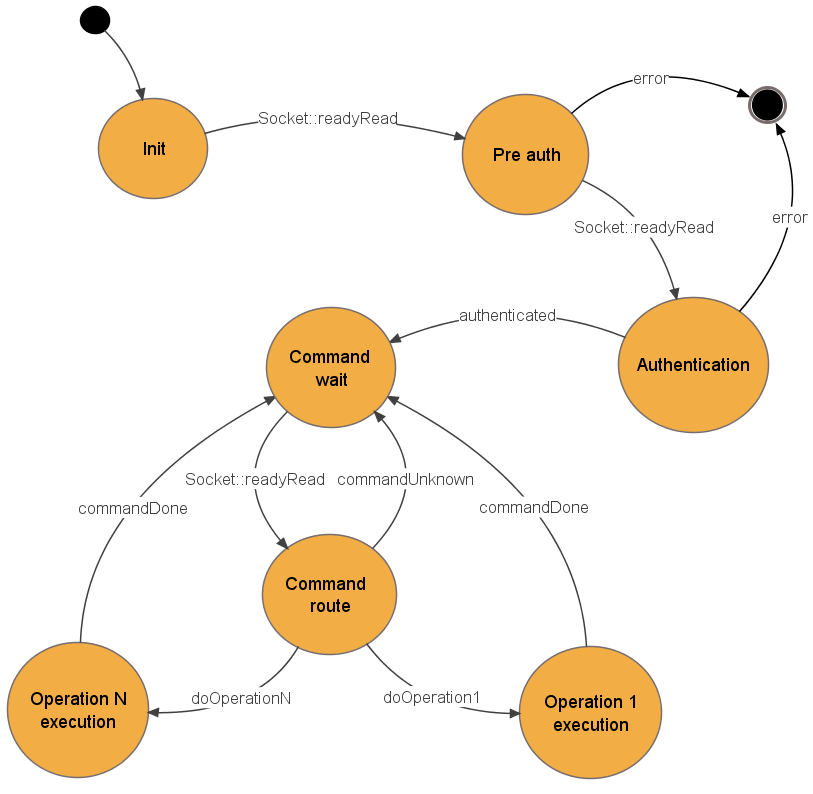 error
Socket::readyRead
Init
Pre auth
Socket::readyRead
error
authenticated
Command
wait
Authentication
Socket::readyRead
commandUnknown
commandDone
commandDone
Command
route
doOperationN
doOperation1
Operation N
execution
Operation 1
execution